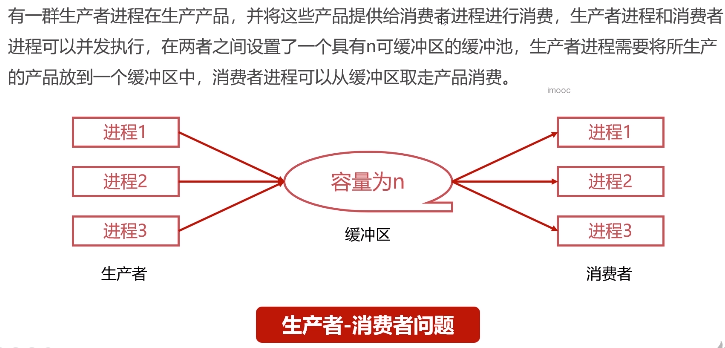 有一群生产者进程在生产产品，并将这些产品提供给消费者进程进行消费，生产者进程和消费者
进程可以并发执行，在两者之间设置了一个具有n可缓冲区的缓冲池，生产者进程需要将所生产
的产品放到一个缓冲区中，消费者进程可以从缓冲区取走产品消费。
imooc
进程1
进程1
进程2
容量为n
进程2
进程3
进程3
缓冲区
生产者
消费者
生产者-消费者问题